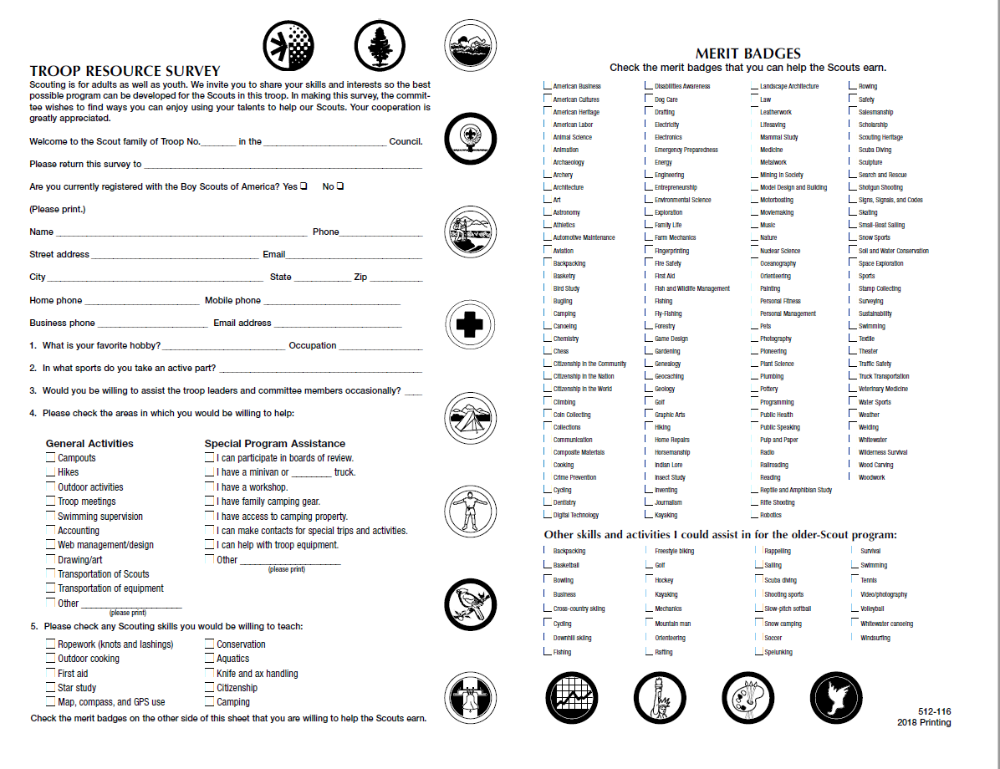 TROOP RESOURCE SURVEY
Scouting is for adults as well as youth. We invite you to share your skills and interests so the best
possible program can be developed for the Scouts in this troop. In making this survey, the commit-
tee wishes to find ways you can enjoy using your talents to help our Scouts. Your cooperation is
greatly appreciated.
Welcome to the Scout family of Troop No._______ in the _________________________ Council.
Please return this survey to ________________________________________________________
Are you currently registered with the Boy Scouts of America? Yes ❑ No ❑
(Please print.)
Name __________________________________________________ Phone_________________
Street address __________________________________ Email____________________________
City ____________________________________________ State ____________ Zip ___________
Home phone _______________________ Mobile phone ____________________________
Business phone ______________________ Email address __________________________
1. What is your favorite hobby? _________________________ Occupation _________________
2. In what sports do you take an active part? _________________________________________
3. Would you be willing to assist the troop leaders and committee members occasionally? ____
4. Please check the areas in which you would be willing to help:
General Activities
Campouts
Hikes
Outdoor activities
Troop meetings
Swimming supervision
Accounting
Web management/design
Drawing/art
Transportation of Scouts
Transportation of equipment
Other ____________________
(please print)
Special Program Assistance
I can participate in boards of review.
I have a minivan or ________ truck.
I have a workshop.
I have family camping gear.
I have access to camping property.
I can make contacts for special trips and activities.
I can help with troop equipment.
Other ____________________
(please print)
5. Please check any Scouting skills you would be willing to teach:
Ropework (knots and lashings)
Outdoor cooking
First aid
Star study
Map, compass, and GPS use
Conservation
Aquatics
Knife and ax handling
Citizenship
Camping
Check the merit badges on the other side of this sheet that you are willing to help the Scouts earn.
MERIT BADGES
Check the merit badges that you can help the Scouts earn.
American Business
American Cultures
American Heritage
American Labor
Animal Science
Animation
Archaeology
Archery
Architecture
Art
Astronomy
Athletics
Automotive Maintenance
Aviation
Backpacking
Basketry
Bird Study
Bugling
Camping
Canoeing
Chemistry
Chess
Citizenship in the Community
Citizenship in the Nation
Citizenship in the World
Climbing
Coin Collecting
Collections
Communication
Composite Materials
Cooking
Crime Prevention
Cycling
Dentistry
Digital Technology
Disabilities Awareness
Dog Care
Drafting
Electricity
Electronics
Emergency Preparedness
Energy
Engineering
Entrepreneurship
Environmental Science
Exploration
Family Life
Farm Mechanics
Fingerprinting
Fire Safety
First Aid
Fish and Wildlife Management
Fishing
Fly-Fishing
Forestry
Game Design
Gardening
Genealogy
Geocaching
Geology
Golf
Graphic Arts
Hiking
Home Repairs
Horsemanship
Indian Lore
Insect Study
Inventing
Journalism
Kayaking
Landscape Architecture
Law
Leatherwork
Lifesaving
Mammal Study
Medicine
Metalwork
Mining in Society
Model Design and Building
Motorboating
Moviemaking
Music
Nature
Nuclear Science
Oceanography
Orienteering
Painting
Personal Fitness
Personal Management
Pets
Photography
Pioneering
Plant Science
Plumbing
Pottery
Programming
Public Health
Public Speaking
Pulp and Paper
Radio
Railroading
Reading
Reptile and Amphibian Study
Rifle Shooting
Robotics
Rowing
Safety
Salesmanship
Scholarship
Scouting Heritage
Scuba Diving
Sculpture
Search and Rescue
Shotgun Shooting
Signs, Signals, and Codes
Skating
Small-Boat Sailing
Snow Sports
Soil and Water Conservation
Space Exploration
Sports
Stamp Collecting
Surveying
Sustainability
Swimming
Textile
Theater
Traffic Safety
Truck Transportation
Veterinary Medicine
Water Sports
Weather
Welding
Whitewater
Wilderness Survival
Wood Carving
Woodwork
Other skills and activities I could assist in for the older-Scout program:
Backpacking
Basketball
Bowling
Business
Cross-country skiing
Cycling
Downhill skiing
Fishing
Freestyle biking
Golf
Hockey
Kayaking
Mechanics
Mountain man
Orienteering
Rafting
Rappelling
Sailing
Scuba diving
Shooting sports
Slow-pitch softball
Snow camping
Soccer
Spelunking
Survival
Swimming
Tennis
Video/photography
Volleyball
Whitewater canoeing
Windsurfing
512-116
2018 Printing